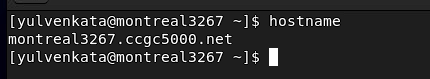 [yulvenkata@montreal3267 ~]$ hostname
montreal3267.ccgc5000.net
[yulvenkata@montreal3267 ~]$